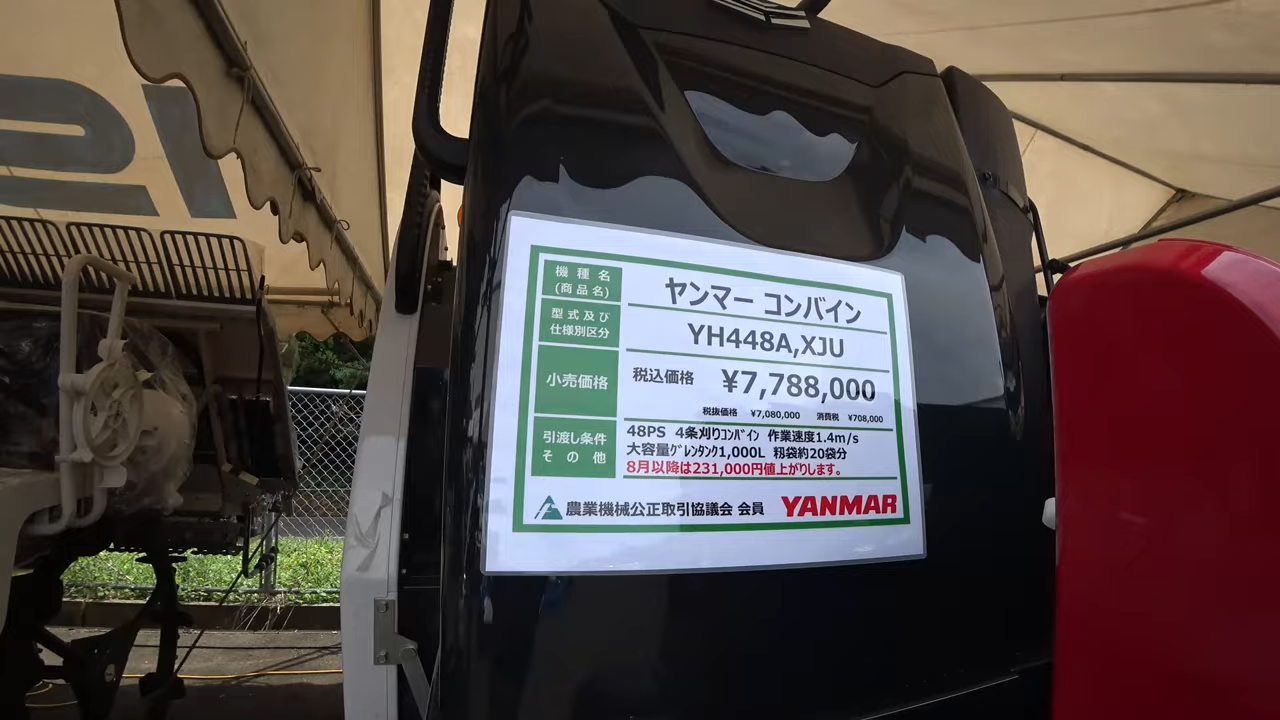 機種名
(商品名)
ヤンマー コンバイン
型式及び
仕様別区分
YH448A,XJU
小売価格
税込価格 ¥7,788,000
税抜価格 ¥7,080,000 消費税 ¥708,000
引渡し条件
その他
48PS 4条刈りコンバイン 作業速度1.4m/s
大容量グレンタンク1,000L 籾袋約20袋分
8月以降は231,000円値上がりします。
農業機械公正取引協議会 会員 YANMAR